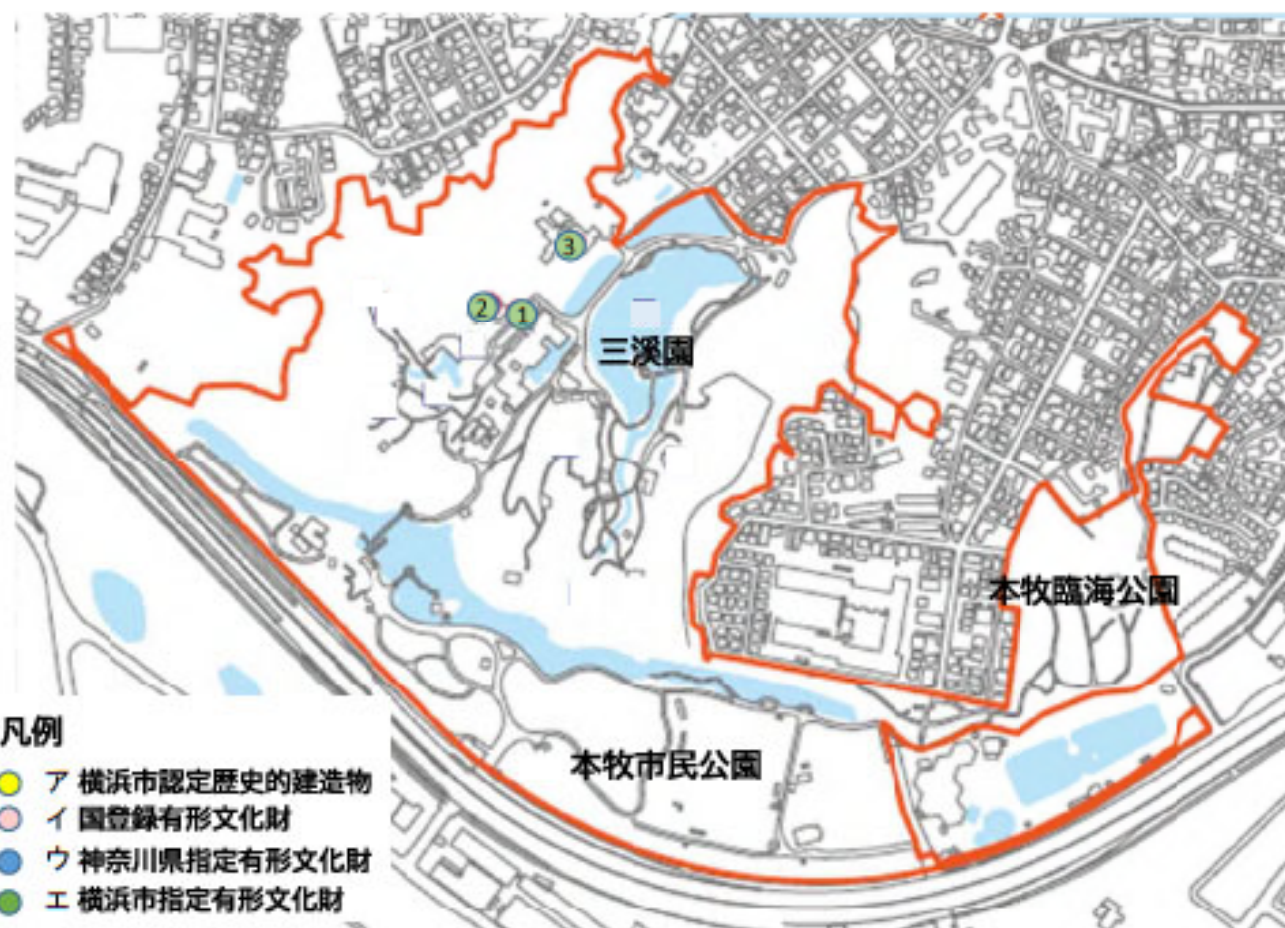 ③
② ①
三溪園
本牧臨海公園
本牧市民公園
凡例
ア 横浜市認定歴史的建造物
イ 国登録有形文化財
ウ 神奈川県指定有形文化財
エ 横浜市指定有形文化財